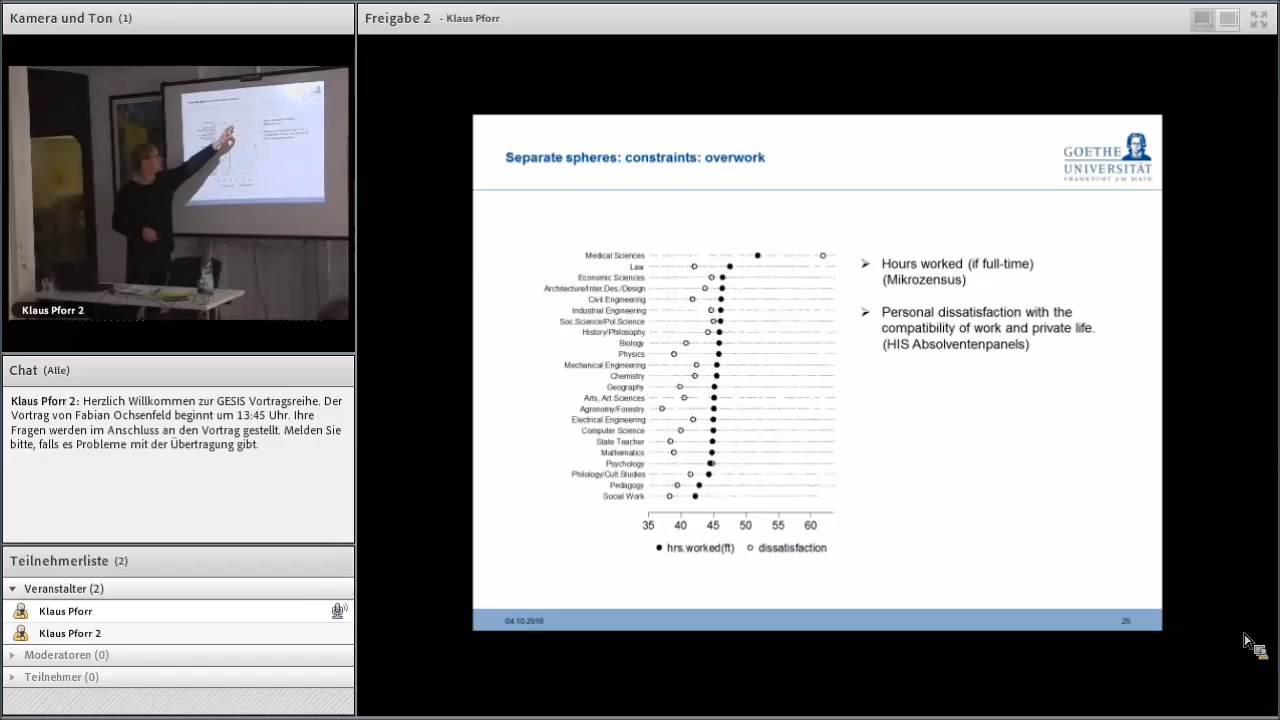 Kamera und Ton (1)
Klaus Pforr 2
Chat (Alle)
Klaus Pforr 2: Herzlich Willkommen zur GESIS Vortragsreihe. Der
Vortrag von Fabian Ochsenfeld beginnt um 13:45 Uhr. Ihre
Fragen werden im Anschluss an den Vortrag gestellt. Melden Sie
bitte, falls es Probleme mit der Übertragung gibt.
Teilnehmerliste (2)
Veranstalter (2)
Klaus Pforr
Klaus Pforr 2
Moderatoren (0)
Teilnehmer (0)
Freigabe 2 - Klaus Pforr
Separate spheres: constraints: overwork
GOETHE
UNIVERSITÄT
FRANKFURT AM MAIN
Medical Sciences
Law
Economic Sciences
Architecture/Inter.Des./Design
Civil Engineering
Industrial Engineering
Soc.Science/Pol.Science
History/Philosophy
Biology
Physics
Mechanical Engineering
Chemistry
Geography
Arts, Art Sciences
Agronomy/Forestry
Electrical Engineering
Computer Science
State Teacher
Mathematics
Psychology
Philology/Cult.Studies
Pedagogy
Social Work
35 40 45 50 55 60
hrs.worked(ft) dissatisfaction
Hours worked (if full-time)
(Mikrozensus)
Personal dissatisfaction with the
compatibility of work and private life.
(HIS Absolventenpanels)
04.10.2016
25